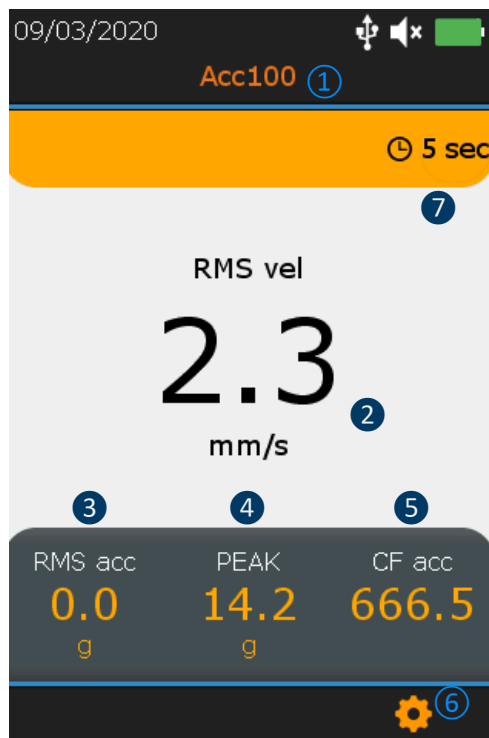 09/03/2020
Acc100 1
5 sec
7
RMS vel
2.3
2
mm/s
3 4 5
RMS acc PEAK CF acc
0.0 14.2 666.5
g g
6